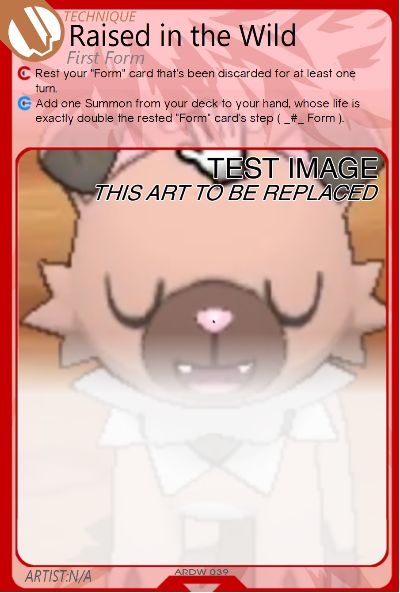 TECHNIQUE
Raised in the Wild
First Form
Rest your "Form" card that's been discarded for at least one
turn.
Add one Summon from your deck to your hand, whose life is
exactly double the rested "Form" card's step ( _#_ Form ).
TEST IMAGE
THIS ART TO BE REPLACED
ARTIST:N/A
ARDW 039